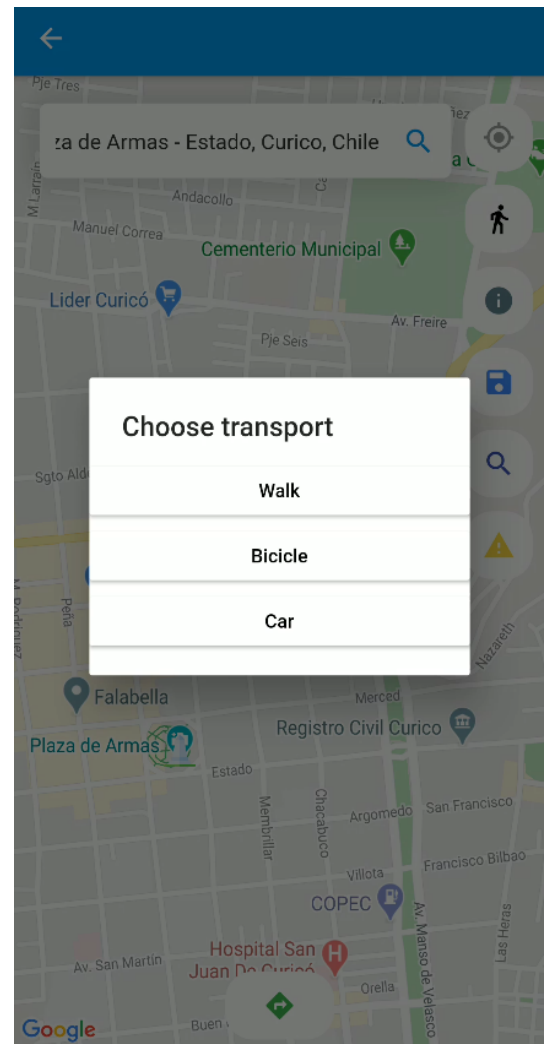 Pje Tres
za de Armas - Estado, Curico, Chile
M Larraín
Andacollo
Manuel Correa
Cementerio Municipal
Lider Curicó
Av. Freire
Pje Seis
Choose transport
Sgto Ald
Walk
Bicicle
Car
Peña
M. Rodriguez
Nazareth
Falabella
Merced
Registro Civil Curico
Plaza de Armas
Estado
Membrillar
Chacabuco
Argomedo
San Francisco
Villota
Francisco Bilbao
COPEC
Av. Manso de Velasco
Las Heras
Hospital San
Juan De Curicó
Av. San Martin
Orella
Buen
Google